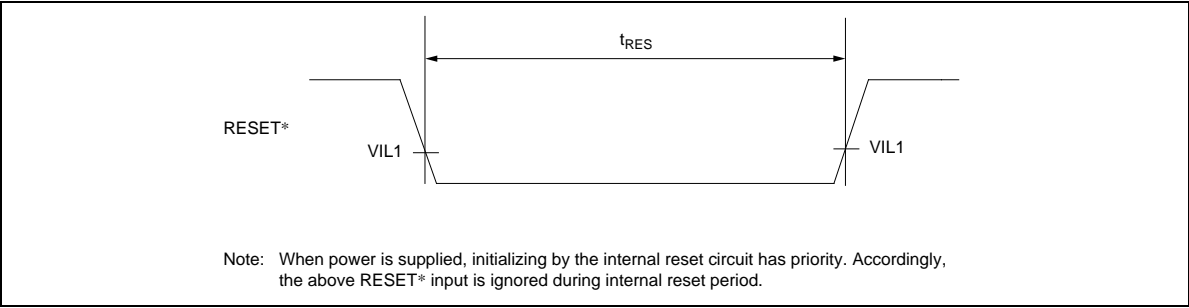 tRES
RESET*
VIL1
VIL1
Note: When power is supplied, initializing by the internal reset circuit has priority. Accordingly,
the above RESET* input is ignored during internal reset period.